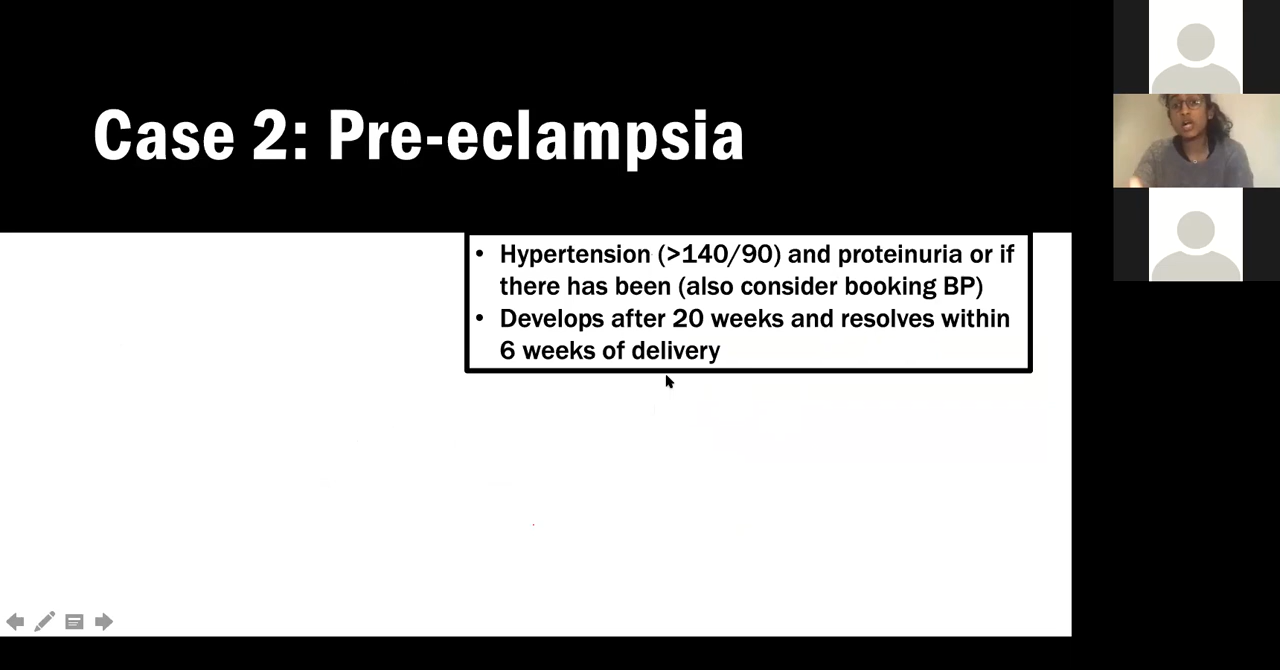 Case 2: Pre-eclampsia
• Hypertension (>140/90) and proteinuria or if
there has been (also consider booking BP)
• Develops after 20 weeks and resolves within
6 weeks of delivery